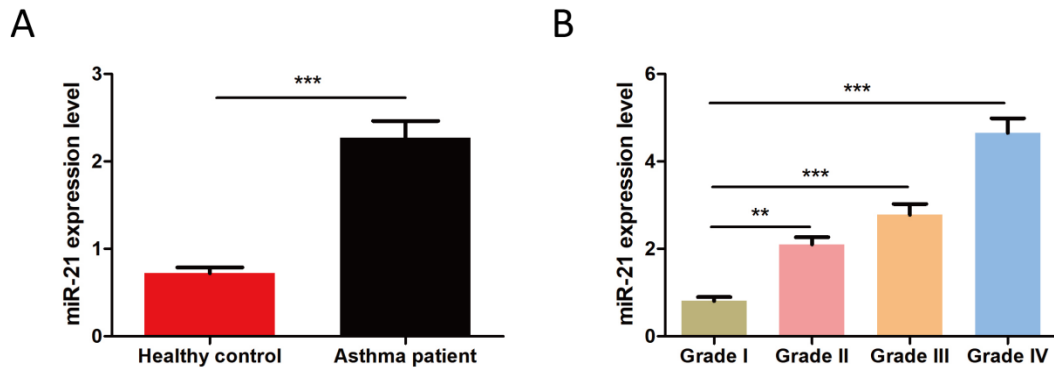 A
miR-21 expression level
3
2
1
0
***
Healthy control
Asthma patient
B
miR-21 expression level
6
4
2
0
***
***
**
Grade I
Grade II
Grade III
Grade IV